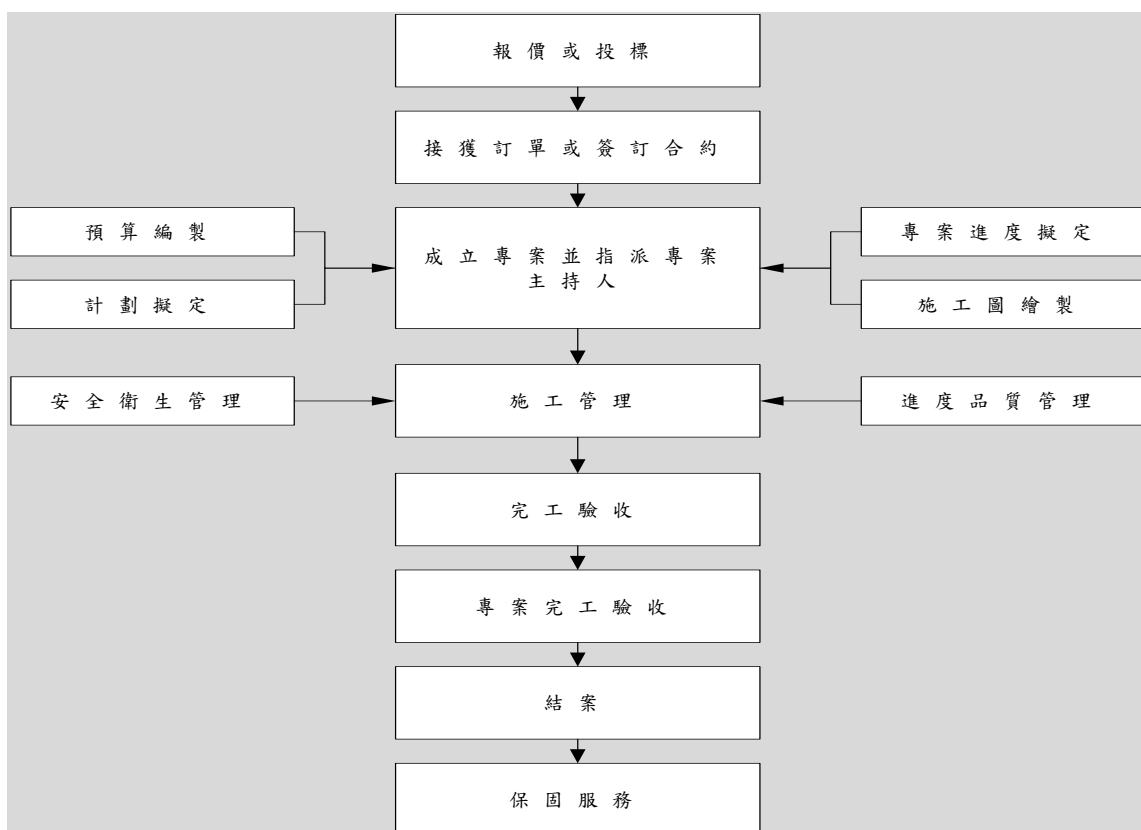 報價或投標
接獲訂單或簽訂合約
預算編製
計劃擬定
成立專案並指派專案
主持人
專案進度擬定
施工圖繪製
安全衛生管理
施工管理
進度品質管理
完工驗收
專案完工驗收
結案
保固服務